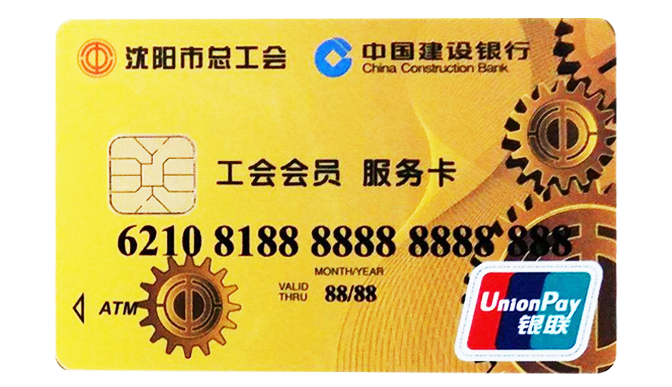 沈阳市总工会
中国建设银行
China Construction Bank
工会会员 服务卡
6210 8188 8888 8888 888
MONTH/YEAR
VALID THRU 88/88
ATM
UnionPay
银联